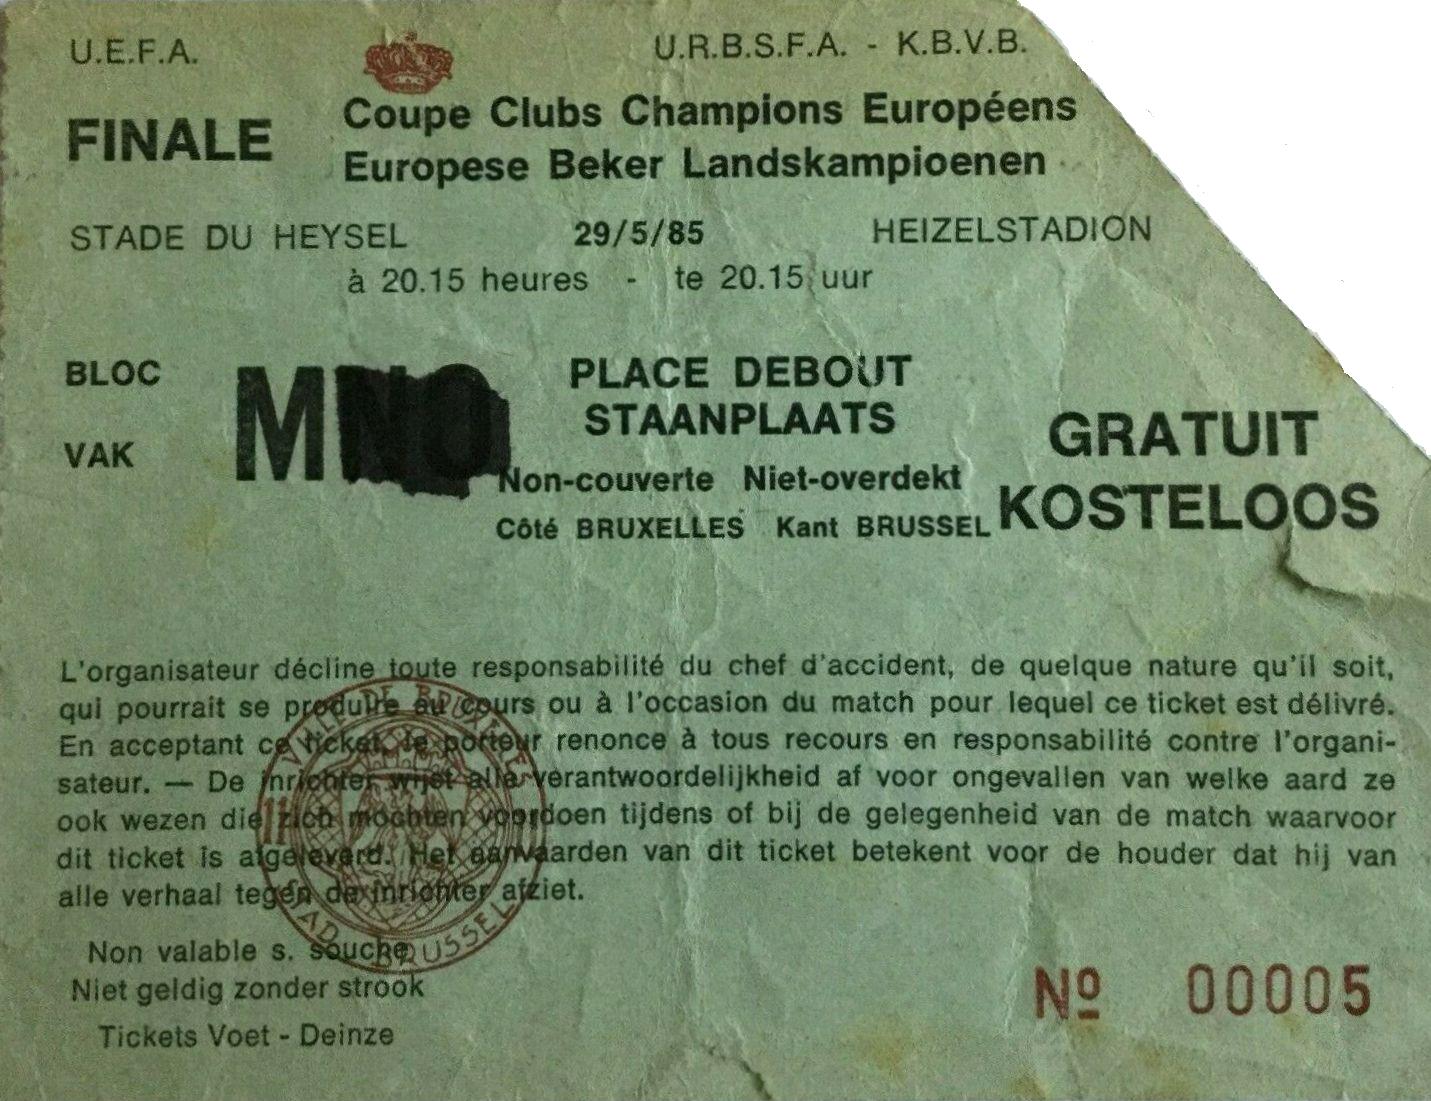 U.E.F.A.
U.R.B.S.F.A. - K.B.V.B.
FINALE
Coupe Clubs Champions Européens
Europese Beker Landskampioenen
STADE DU HEYSEL 29/5/85 HEIZELSTADION
à 20.15 heures - te 20.15 uur
BLOC
VAK
MNO
PLACE DEBOUT
STAANPLAATS
Non-couverte Niet-overdekt
Côté BRUXELLES Kant BRUSSEL
GRATUIT
KOSTELOOS
L'organisateur décline toute responsabilité du chef d'accident, de quelque nature qu'il soit,
qui pourrait se produire au cours ou à l'occasion du match pour lequel ce ticket est délivré.
En acceptant ce ticket, le porteur renonce à tous recours en responsabilité contre l'organi-
sateur. — De inrichter wijst alle verantwoordelijkheid af voor ongevallen van welke aard ze
ook wezen die zich mochten voordoen tijdens of bij de gelegenheid van de match waarvoor
dit ticket is afgeleverd. Het aanvaarden van dit ticket betekent voor de houder dat hij van
alle verhaal tegen de inrichter afziet.
VILLE DE BRUXELLES
STAD BRUSSEL
Non valable s. souche
Niet geldig zonder strook
Tickets Voet - Deinze
Nº 00005